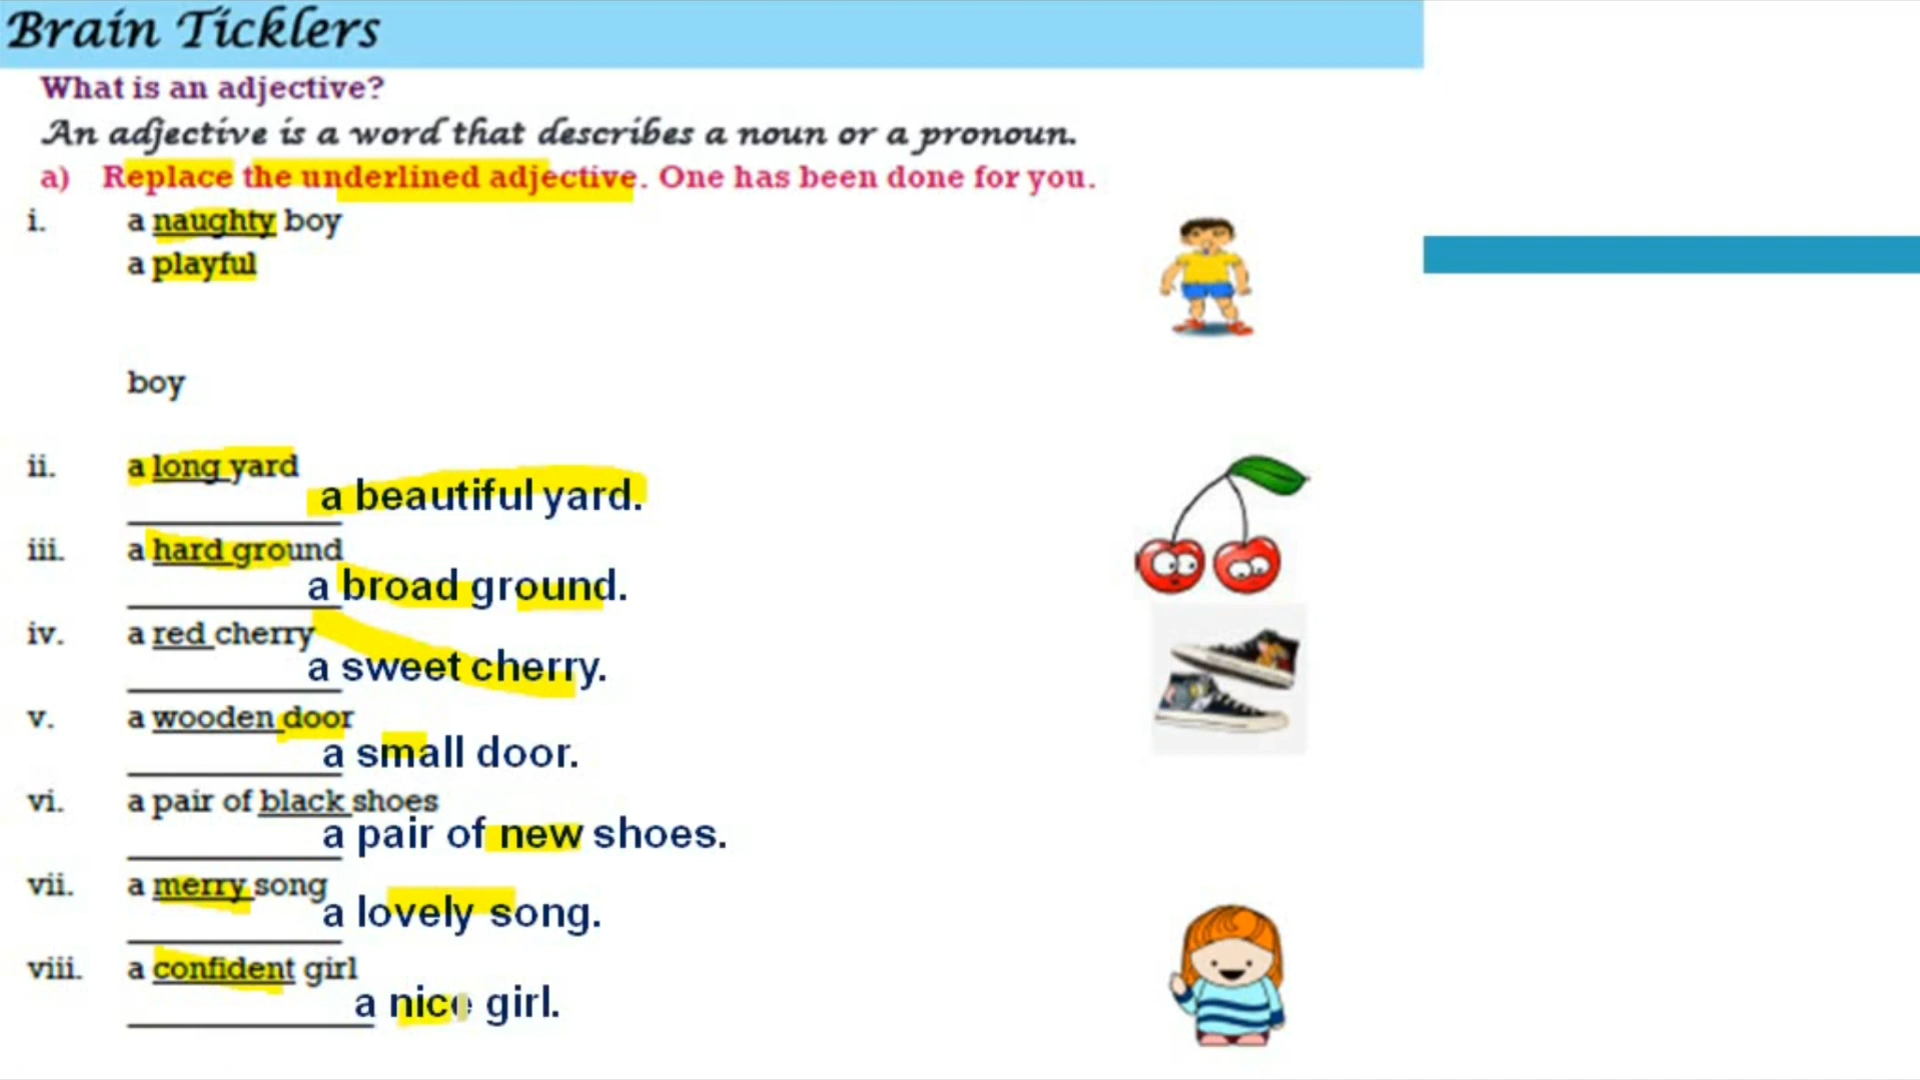 Brain Ticklers
What is an adjective?
An adjective is a word that describes a noun or a pronoun.
a) Replace the underlined adjective. One has been done for you.
i. a naughty boy
a playful
boy
ii. a long yard
a beautiful yard.
iii. a hard ground
a broad ground.
iv. a red cherry
a sweet cherry.
v. a wooden door
a small door.
vi. a pair of black shoes
a pair of new shoes.
vii. a merry song
a lovely song.
viii. a confident girl
a nice girl.